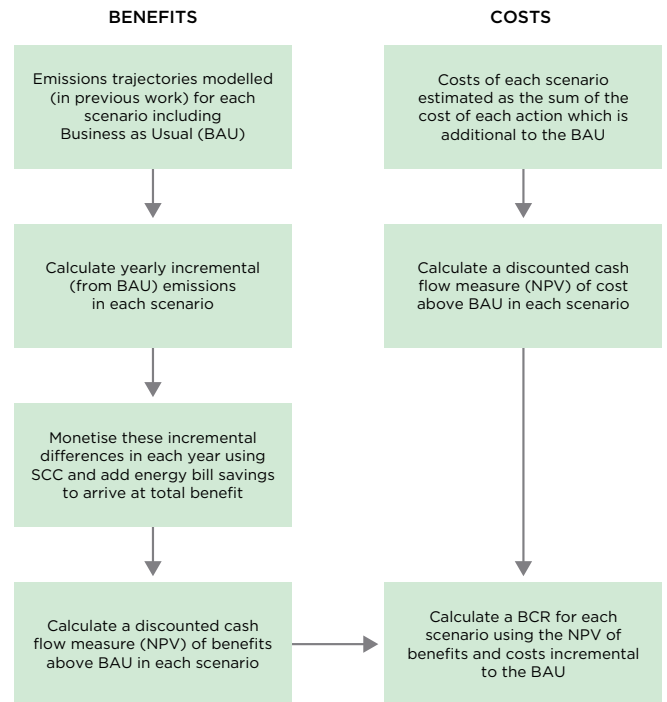 BENEFITS
Emissions trajectories modelled
(in previous work) for each
scenario including
Business as Usual (BAU)
Calculate yearly incremental
(from BAU) emissions
in each scenario
Monetise these incremental
differences in each year using
SCC and add energy bill savings
to arrive at total benefit
Calculate a discounted cash
flow measure (NPV) of benefits
above BAU in each scenario
COSTS
Costs of each scenario
estimated as the sum of the
cost of each action which is
additional to the BAU
Calculate a discounted cash
flow measure (NPV) of cost
above BAU in each scenario
Calculate a BCR for each
scenario using the NPV of
benefits and costs incremental
to the BAU